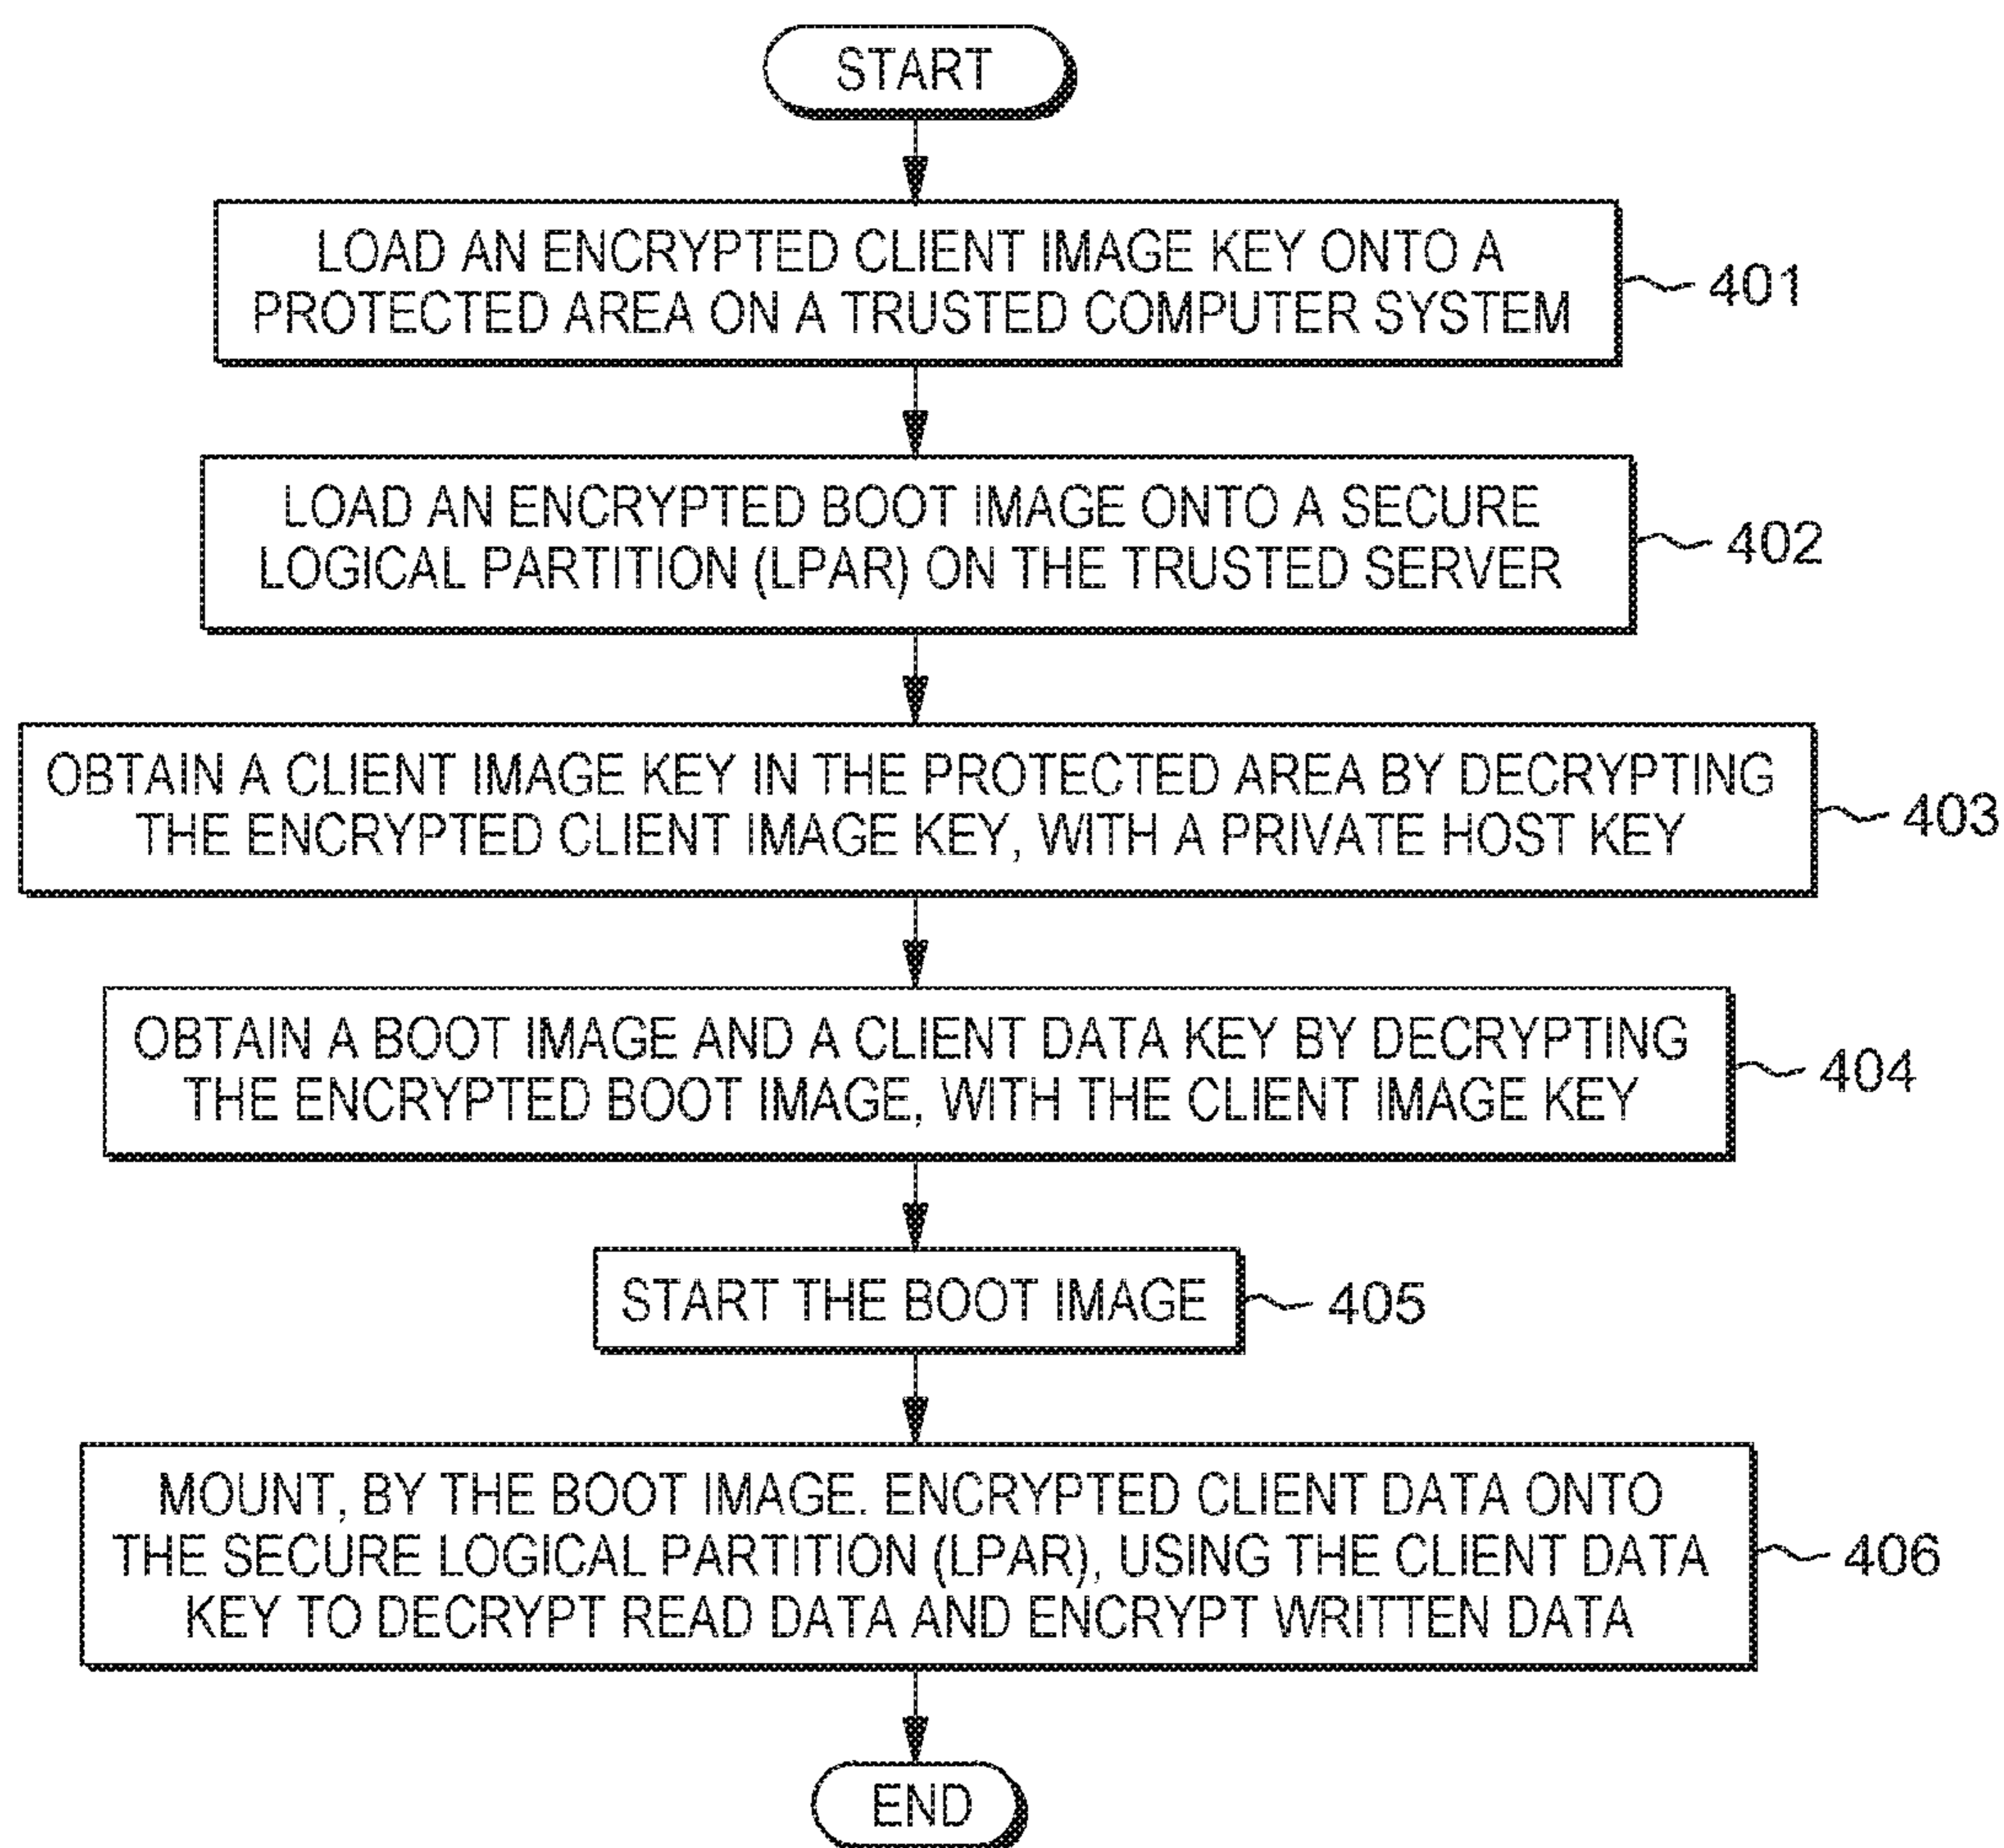 START
LOAD AN ENCRYPTED CLIENT IMAGE KEY ONTO A
PROTECTED AREA ON A TRUSTED COMPUTER SYSTEM
401
LOAD AN ENCRYPTED BOOT IMAGE ONTO A SECURE
LOGICAL PARTITION (LPAR) ON THE TRUSTED SERVER
402
OBTAIN A CLIENT IMAGE KEY IN THE PROTECTED AREA BY DECRYPTING
THE ENCRYPTED CLIENT IMAGE KEY, WITH A PRIVATE HOST KEY
403
OBTAIN A BOOT IMAGE AND A CLIENT DATA KEY BY DECRYPTING
THE ENCRYPTED BOOT IMAGE, WITH THE CLIENT IMAGE KEY
404
START THE BOOT IMAGE
405
MOUNT, BY THE BOOT IMAGE. ENCRYPTED CLIENT DATA ONTO
THE SECURE LOGICAL PARTITION (LPAR), USING THE CLIENT DATA
KEY TO DECRYPT READ DATA AND ENCRYPT WRITTEN DATA
406
END